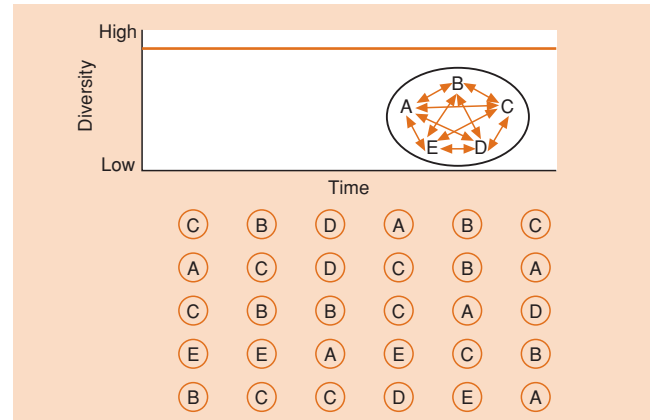 High
Diversity
Low
B
A C
E D
Time
C B D A B C
A C D C B A
C B B C A D
E E A E C B
B C C D E A